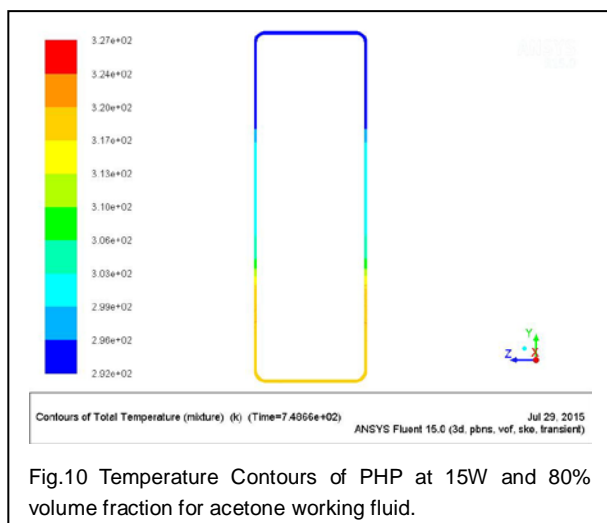 3.27e+02
3.24e+02
3.20e+02
3.17e+02
3.13e+02
3.10e+02
3.06e+02
3.03e+02
2.99e+02
2.96e+02
2.92e+02
Y
Z
X
Contours of Total Temperature (mixture) (k) (Time=7.4866e+02)
Jul 29, 2015
ANSYS Fluent 15.0 (3d, pbns, vof, ske, transient)
Fig.10 Temperature Contours of PHP at 15W and 80%
volume fraction for acetone working fluid.